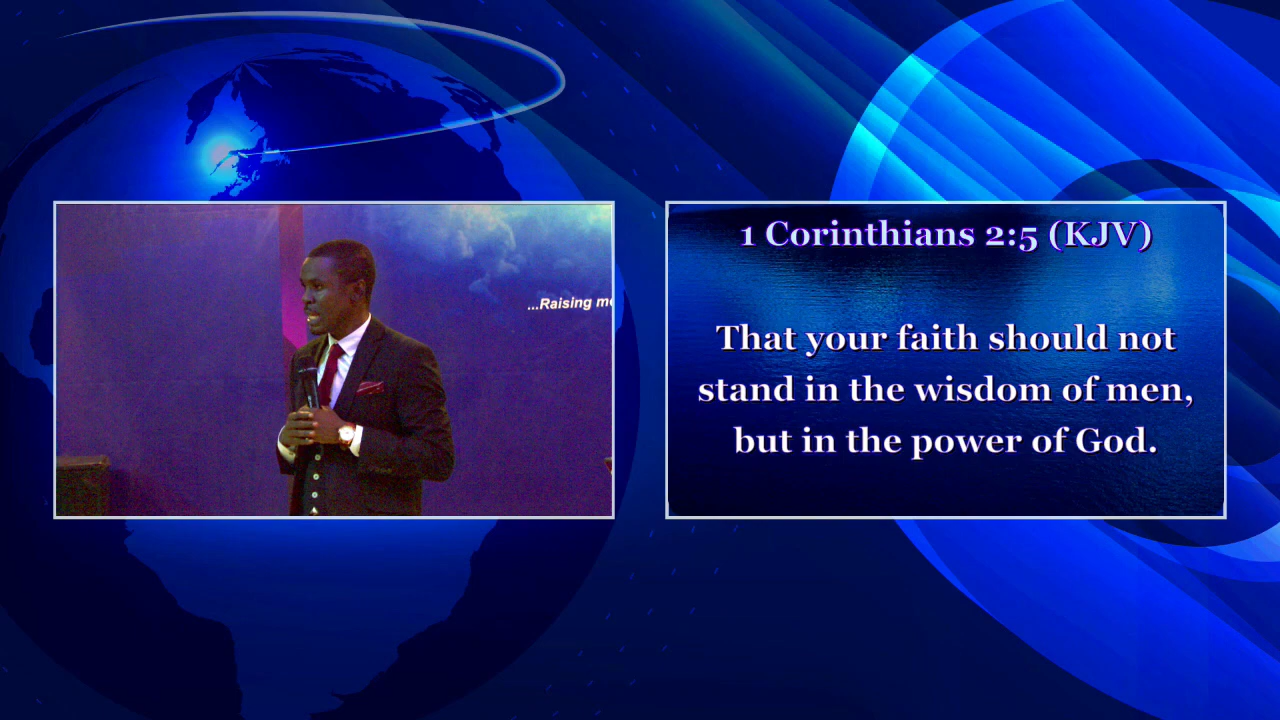 ...Raising
1 Corinthians 2:5 (KJV)
That your faith should not
stand in the wisdom of men,
but in the power of God.